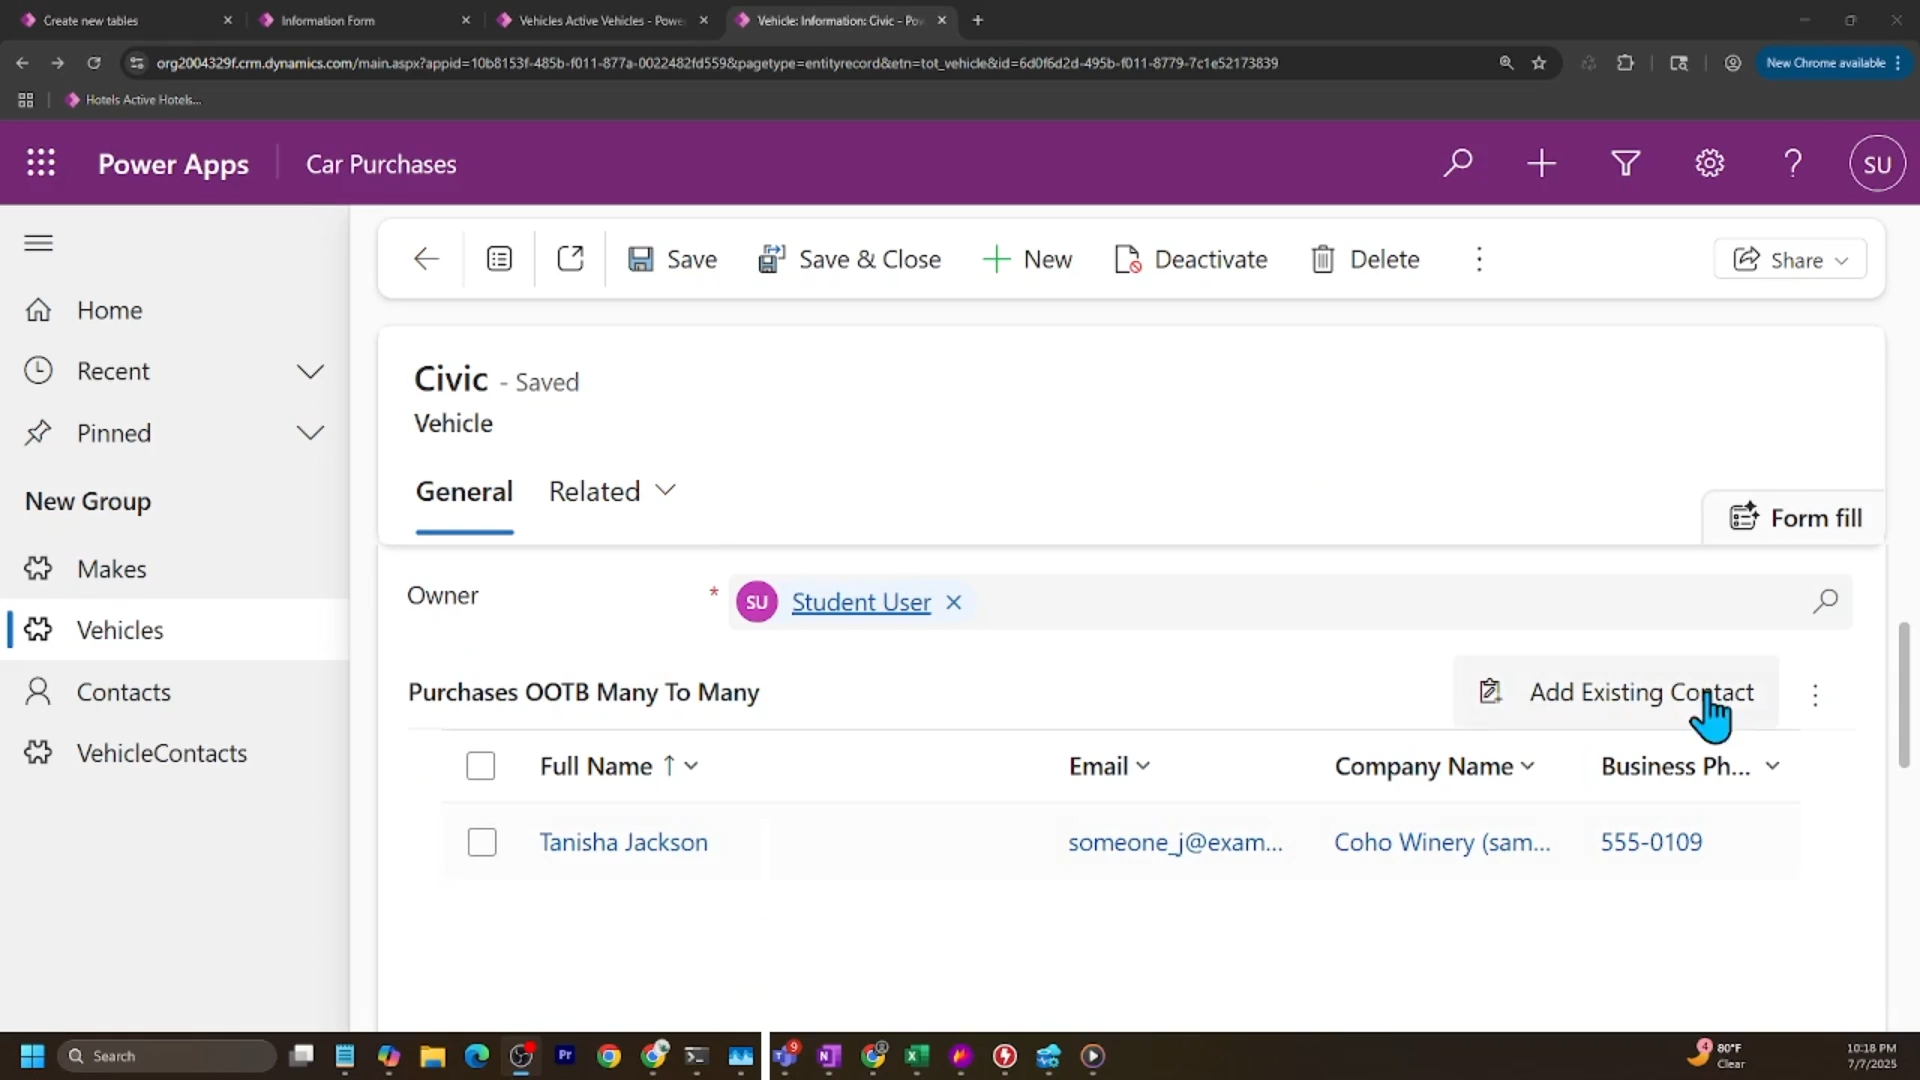 Create new tables
Information Form
Vehicles Active Vehicles - Powe
Vehicle: Information: Civic - Po
org2004329f.crm.dynamics.com/main.aspx?appid=10b8153f-485b-f011-877a-0022482fd559&pagetype=entityrecord&etn=tot_vehicle&id=6d0f6d2d-495b-f011-8779-7c1e52173839
New Chrome available
Hotels Active Hotels...
Power Apps
Car Purchases
SU
Save
Save & Close
New
Deactivate
Delete
Share
Home
Recent
Pinned
New Group
Makes
Vehicles
Contacts
VehicleContacts
Civic - Saved
Vehicle
General
Related
Form fill
Owner
*
SU
Student User
Purchases OOTB Many To Many
Add Existing Contact
Full Name
Email
Company Name
Business Ph...
Tanisha Jackson
someone_j@exam...
Coho Winery (sam...
555-0109
Search
Pr
9
4
80°F
Clear
10:18 PM
7/7/2025